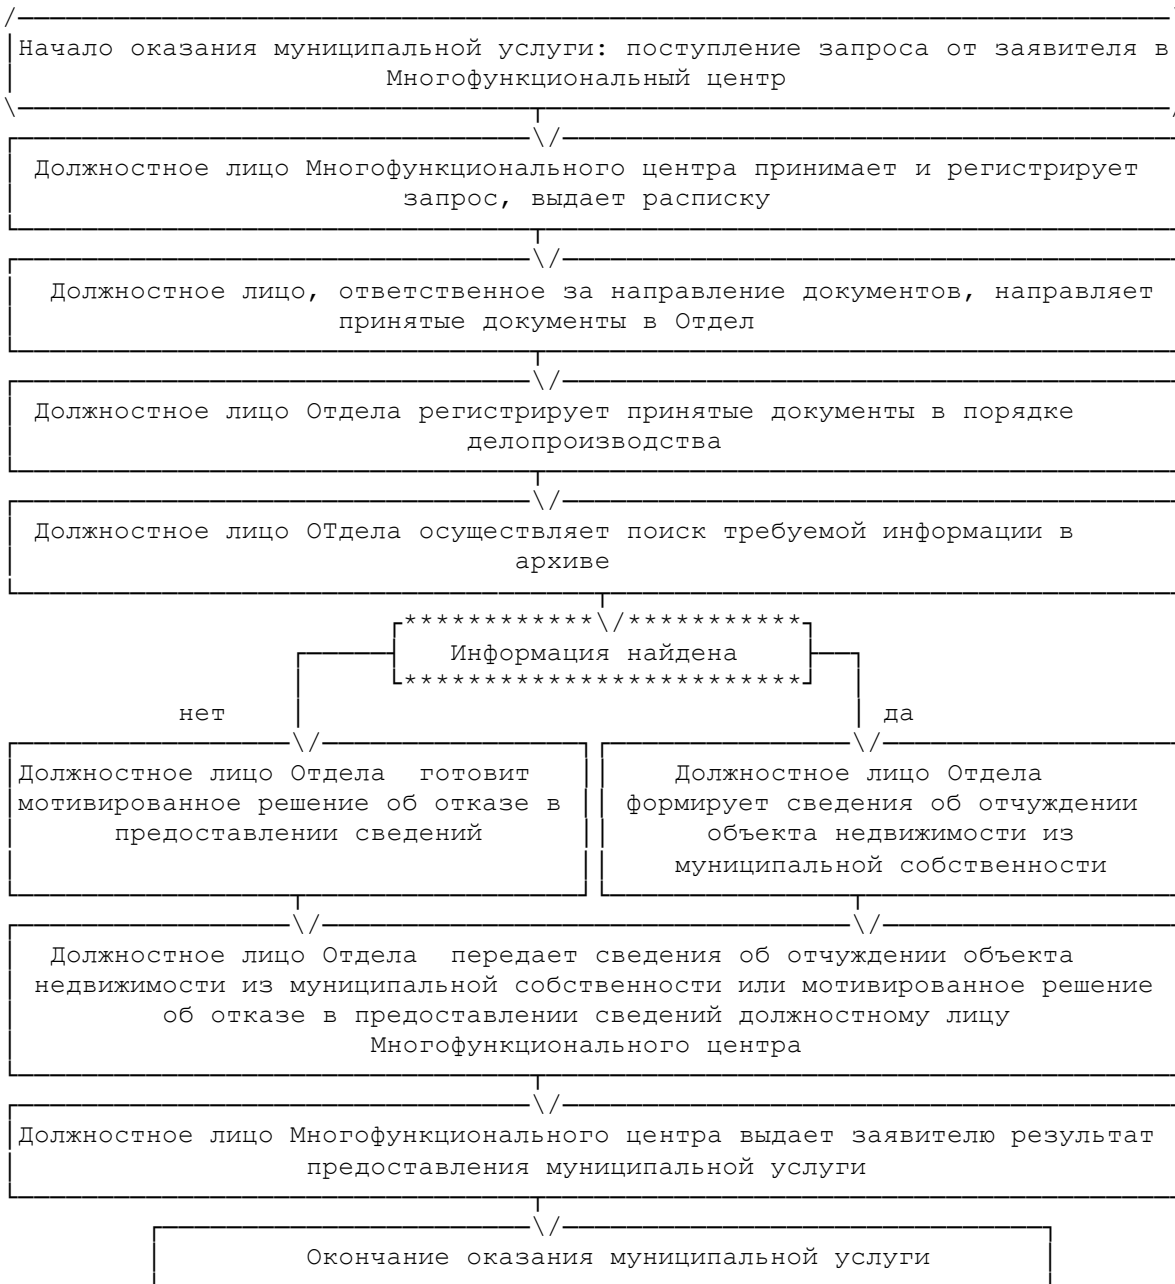 Начало оказания муниципальной услуги: поступление запроса от заявителя в
Многофункциональный центр
Должностное лицо Многофункционального центра принимает и регистрирует
запрос, выдает расписку
Должностное лицо, ответственное за направление документов, направляет
принятые документы в Отдел
Должностное лицо Отдела регистрирует принятые документы в порядке
делопроизводства
Должностное лицо ОТдела осуществляет поиск требуемой информации в
архиве
Информация найдена
нет
да
Должностное лицо Отдела готовит
мотивированное решение об отказе в
предоставлении сведений
Должностное лицо Отдела
формирует сведения об отчуждении
объекта недвижимости из
муниципальной собственности
Должностное лицо Отдела передает сведения об отчуждении объекта
недвижимости из муниципальной собственности или мотивированное решение
об отказе в предоставлении сведений должностному лицу
Многофункционального центра
Должностное лицо Многофункционального центра выдает заявителю результат
предоставления муниципальной услуги
Окончание оказания муниципальной услуги